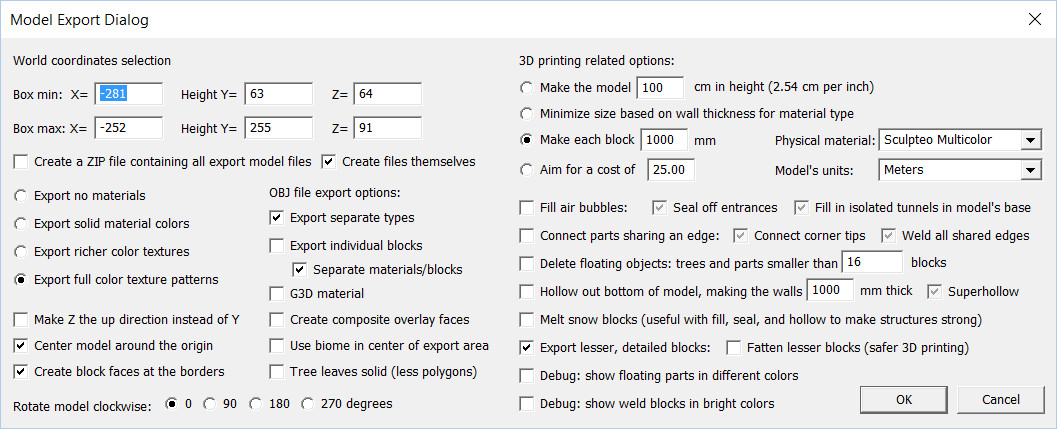 Model Export Dialog
World coordinates selection
Box min: X= -281 Height Y= 63 Z= 64
Box max: X= -252 Height Y= 255 Z= 91
Create a ZIP file containing all export model files Create files themselves
Export no materials
Export solid material colors
Export richer color textures
Export full color texture patterns
OBJ file export options:
Export separate types
Export individual blocks
Separate materials/blocks
G3D material
Make Z the up direction instead of Y
Center model around the origin
Create block faces at the borders
Create composite overlay faces
Use biome in center of export area
Tree leaves solid (less polygons)
Rotate model clockwise: 0 90 180 270 degrees
3D printing related options:
Make the model 100 cm in height (2.54 cm per inch)
Minimize size based on wall thickness for material type
Make each block 1000 mm Physical material: Sculpteo Multicolor
Aim for a cost of 25.00 Model's units: Meters
Fill air bubbles: Seal off entrances Fill in isolated tunnels in model's base
Connect parts sharing an edge: Connect corner tips Weld all shared edges
Delete floating objects: trees and parts smaller than 16 blocks
Hollow out bottom of model, making the walls 1000 mm thick Superhollow
Melt snow blocks (useful with fill, seal, and hollow to make structures strong)
Export lesser, detailed blocks: Fatten lesser blocks (safer 3D printing)
Debug: show floating parts in different colors
Debug: show weld blocks in bright colors
OK Cancel